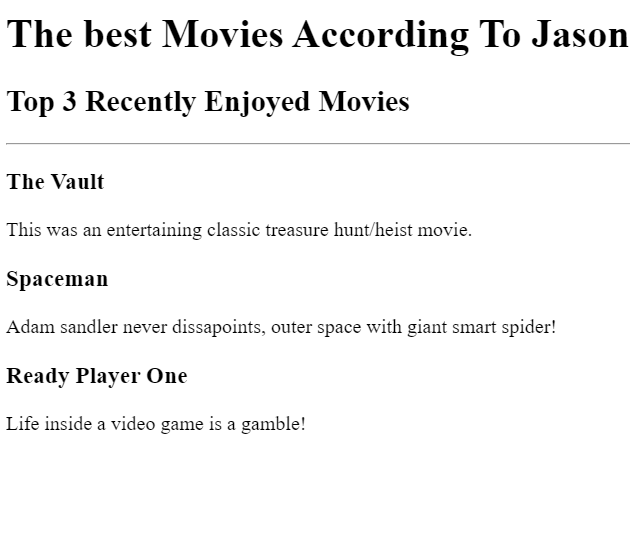 The best Movies According To Jason
Top 3 Recently Enjoyed Movies
The Vault
This was an entertaining classic treasure hunt/heist movie.
Spaceman
Adam sandler never dissapoints, outer space with giant smart spider!
Ready Player One
Life inside a video game is a gamble!